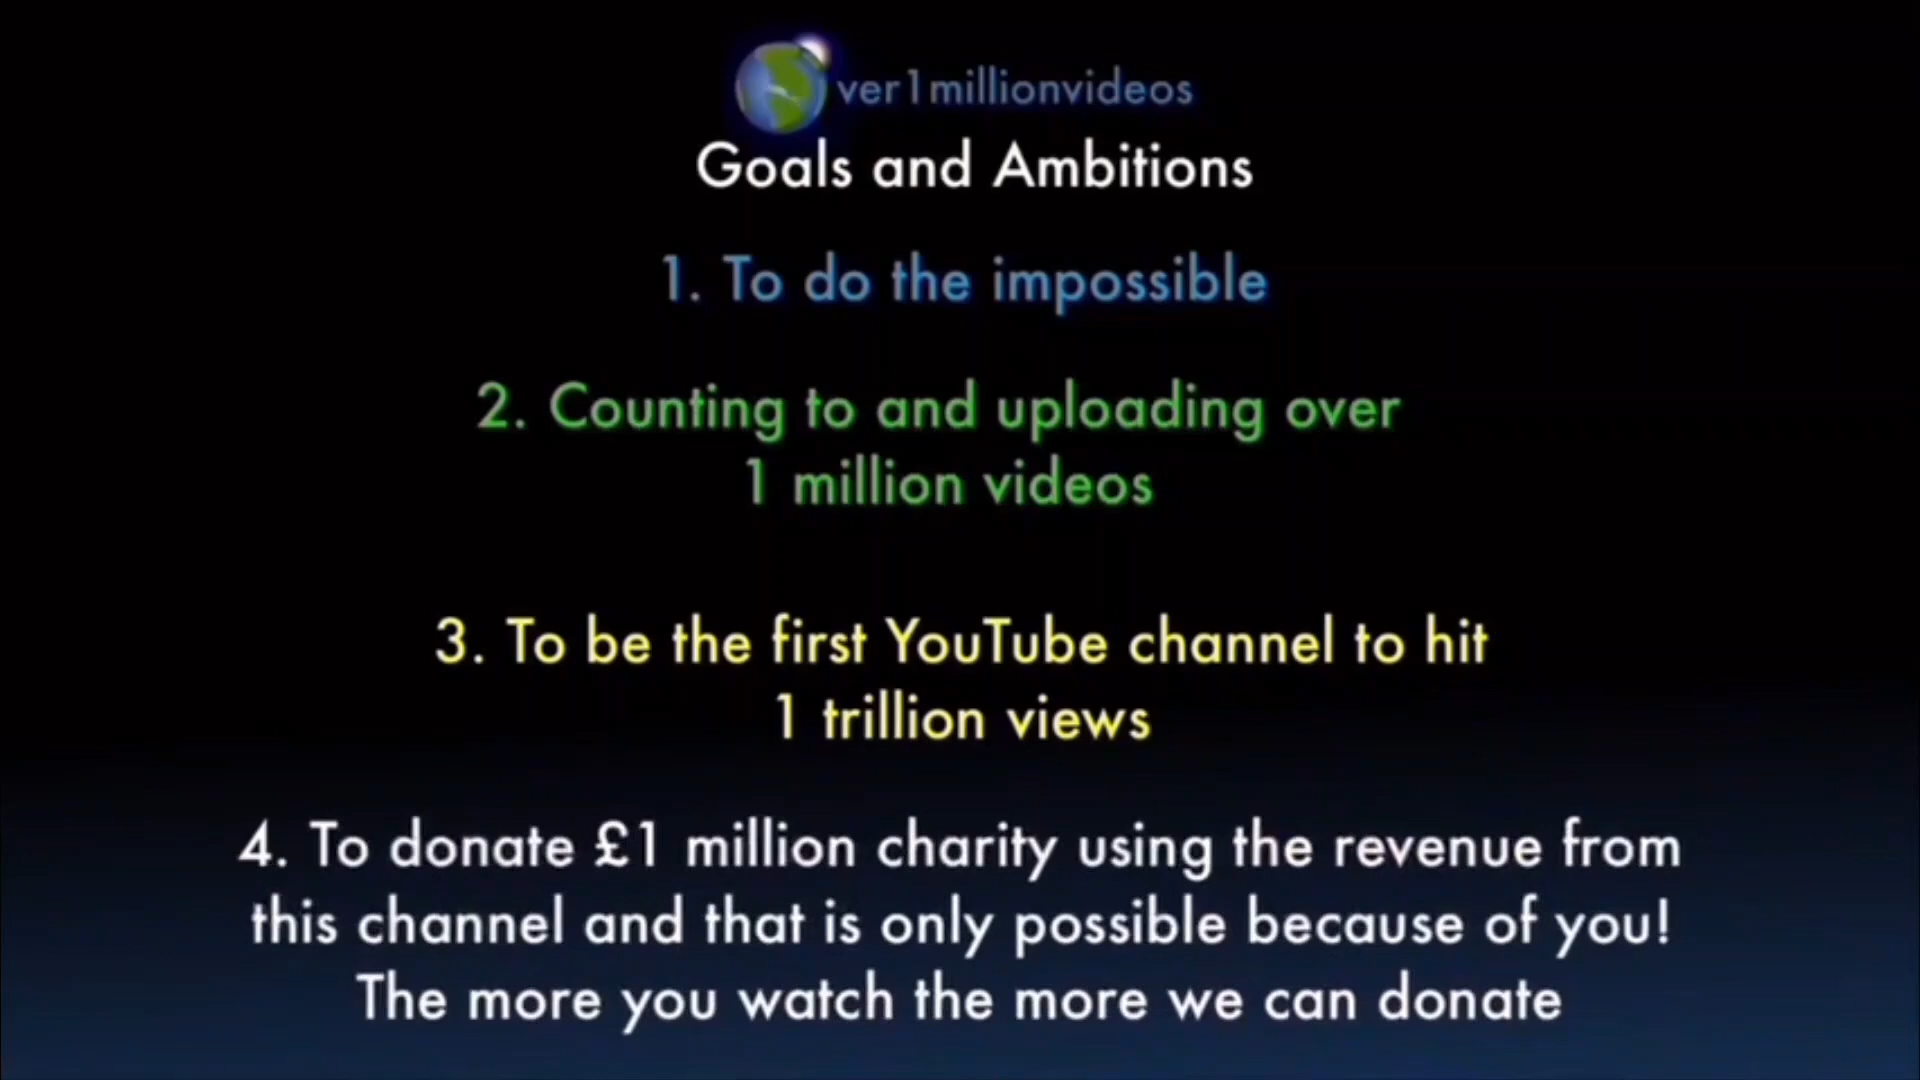 ver1millionvideos
Goals and Ambitions
1. To do the impossible
2. Counting to and uploading over
1 million videos
3. To be the first YouTube channel to hit
1 trillion views
4. To donate £1 million charity using the revenue from
this channel and that is only possible because of you!
The more you watch the more we can donate